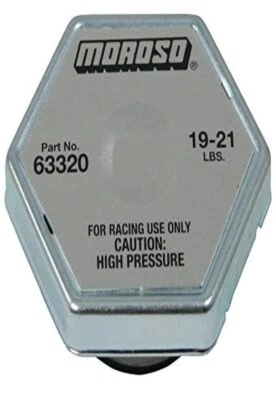 MOROSO®
Part No.
63320
19-21
LBS.
FOR RACING USE ONLY
CAUTION:
HIGH PRESSURE